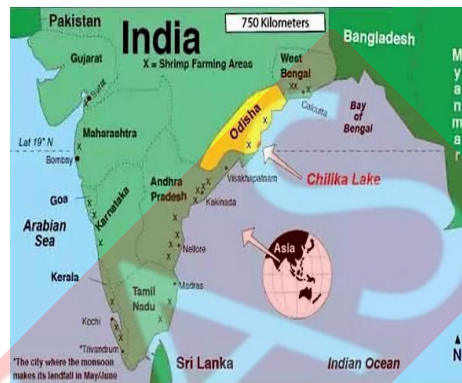 Pakistan
India
750 Kilometers
Bangladesh
X = Shrimp Farming Areas
Gujarat
West
Bengal
Myanmar
Surat
Calcutta
Bay
of
Bengal
Odisha
Maharashtra
Lat 19° N
Bombay
Visakhapatnam
Chilika Lake
Andhra
Pradesh
Kakinada
Goa
Karnataka
Arabian
Sea
Asia
Nellore
Kerala
Madras
Tamil
Nadu
Kochi
*Trivandrum
Sri Lanka
Indian Ocean
N
*The city where the monsoon
makes its landfall in May/June